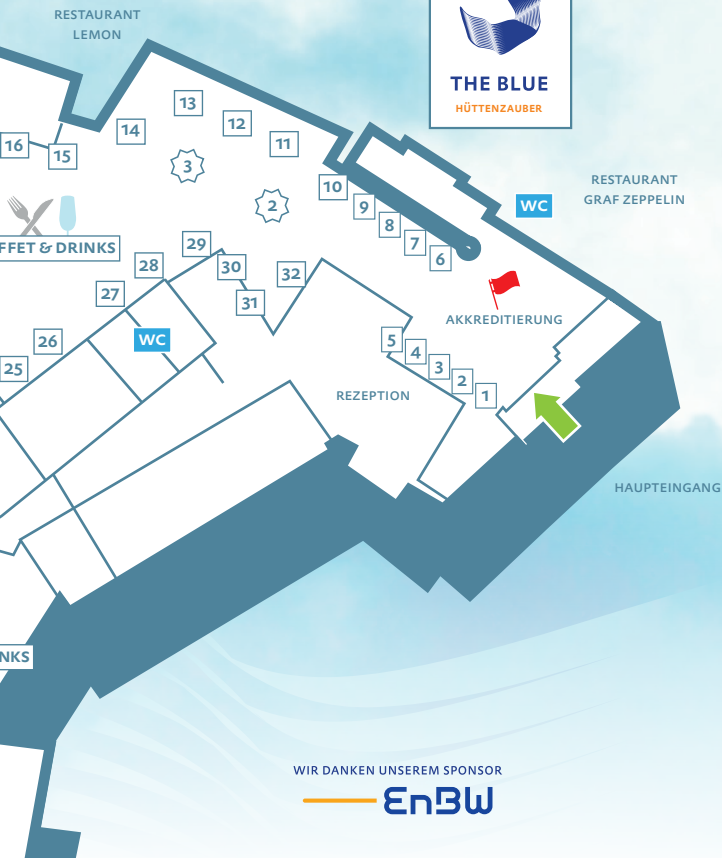 RESTAURANT
LEMON
THE BLUE
HÜTTENZAUBER
13
12
14
11
16
15
3
10
RESTAURANT
GRAF ZEPPELIN
2
9
WC
8
FFET & DRINKS
29
7
6
28
30
32
27
31
AKKREDITIERUNG
26
WC
5
4
25
3
2
1
REZEPTION
HAUPTEINGANG
NKS
WIR DANKEN UNSEREM SPONSOR
EnBW